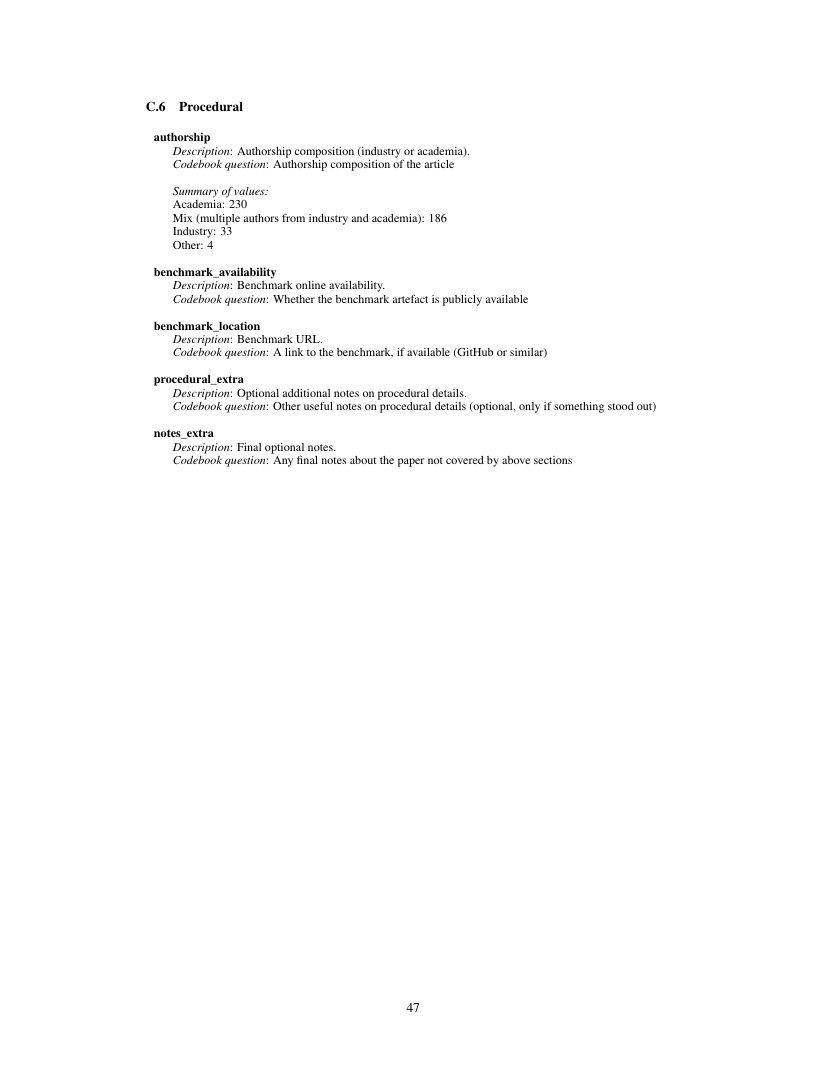 C.6 Procedural
authorship
Description: Authorship composition (industry or academia).
Codebook question: Authorship composition of the article
Summary of values:
Academia: 230
Mix (multiple authors from industry and academia): 186
Industry: 33
Other: 4
benchmark_availability
Description: Benchmark online availability.
Codebook question: Whether the benchmark artefact is publicly available
benchmark_location
Description: Benchmark URL.
Codebook question: A link to the benchmark, if available (GitHub or similar)
procedural_extra
Description: Optional additional notes on procedural details.
Codebook question: Other useful notes on procedural details (optional, only if something stood out)
notes_extra
Description: Final optional notes.
Codebook question: Any final notes about the paper not covered by above sections
47